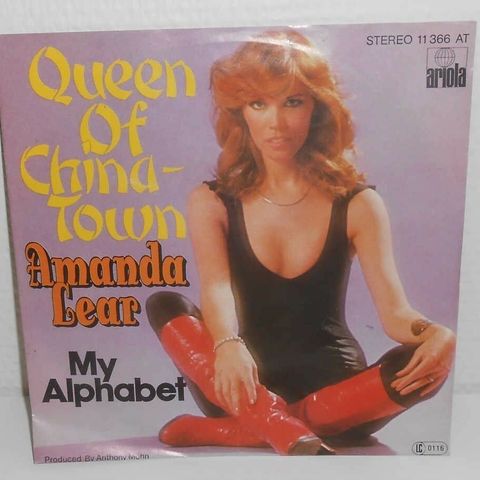 STEREO 11 366 AT
ariola
Queen
Of
China-
Town
Amanda
Lear
My
Alphabet
Produced By Anthony Monn
LC 0116